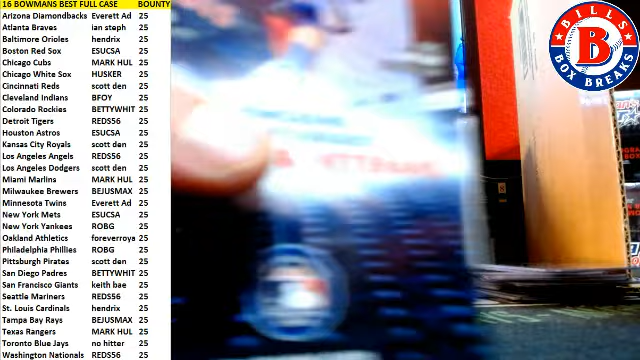 16 BOWMANS BEST FULL CASE BOUNTY
Arizona Diamondbacks Everett Ad 25
Atlanta Braves ian steph 25
Baltimore Orioles hendrix 25
Boston Red Sox ESUCSA 25
Chicago Cubs MARK HUL 25
Chicago White Sox HUSKER 25
Cincinnati Reds scott den 25
Cleveland Indians BFOY 25
Colorado Rockies BETTYWHIT 25
Detroit Tigers REDS56 25
Houston Astros ESUCSA 25
Kansas City Royals scott den 25
Los Angeles Angels REDS56 25
Los Angeles Dodgers scott den 25
Miami Marlins MARK HUL 25
Milwaukee Brewers BEJUSMAX 25
Minnesota Twins Everett Ad 25
New York Mets ESUCSA 25
New York Yankees ROBG 25
Oakland Athletics foreverroya 25
Philadelphia Phillies ROBG 25
Pittsburgh Pirates scott den 25
San Diego Padres BETTYWHIT 25
San Francisco Giants keith bae 25
Seattle Mariners REDS56 25
St. Louis Cardinals hendrix 25
Tampa Bay Rays BEJUSMAX 25
Texas Rangers MARK HUL 25
Toronto Blue Jays no hitter 25
Washington Nationals REDS56 25
BILLS
B
BOX BREAKS